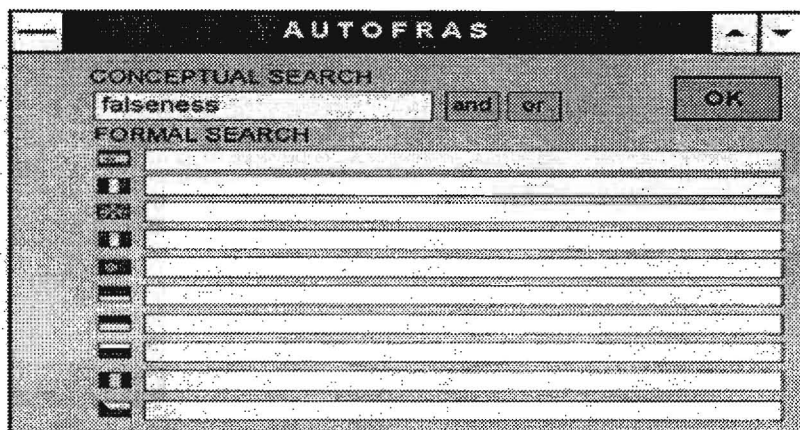 AUTOFRAS
CONCEPTUAL SEARCH
falseness and or OK
FORMAL SEARCH